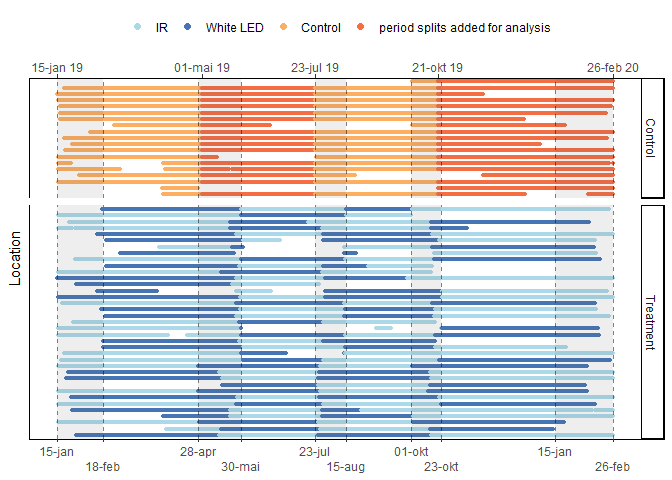 IR White LED Control period splits added for analysis
15-jan 19 01-mai 19 23-jul 19 21-okt 19 26-feb 20
Control
Location
Treatment
15-jan 28-apr 23-jul 01-okt 15-jan
18-feb 30-mai 15-aug 23-okt 26-feb